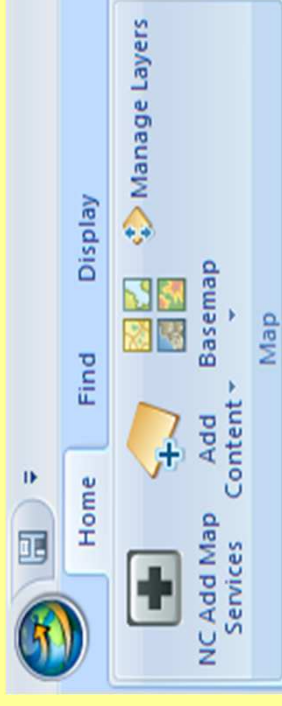 Home Find Display
NC Add Map Services
Add Content
Basemap
Manage Layers
Map